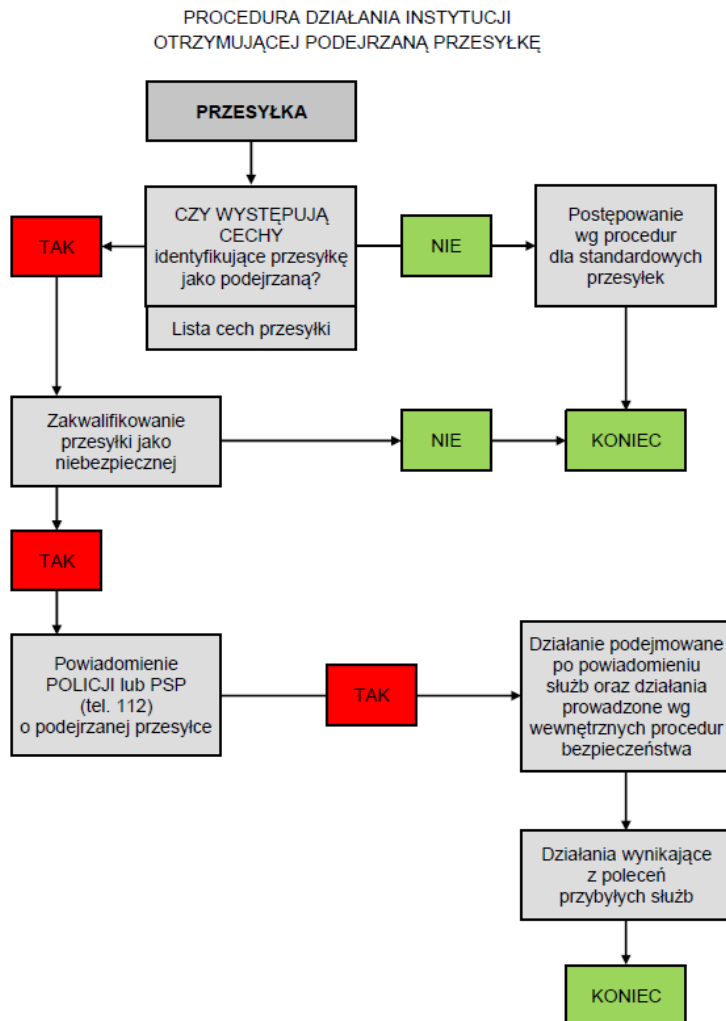 PROCEDURA DZIAŁANIA INSTYTUCJI
OTRZYMUJĄCEJ PODEJRZANĄ PRZESYŁKĘ
PRZESYŁKA
CZY WYSTĘPUJĄ
CECHY
identyfikujące przesyłkę
jako podejrzaną?
Lista cech przesyłki
TAK
NIE
Postępowanie
wg procedur
dla standardowych
przesyłek
Zakwalifikowanie
przesyłki jako
niebezpiecznej
NIE
KONIEC
TAK
Powiadomienie
POLICJI lub PSP
(tel. 112)
o podejrzanej przesyłce
TAK
Działanie podejmowane
po powiadomieniu
służb oraz działania
prowadzone wg
wewnętrznych procedur
bezpieczeństwa
Działania wynikające
z poleceń
przybyłych służb
KONIEC